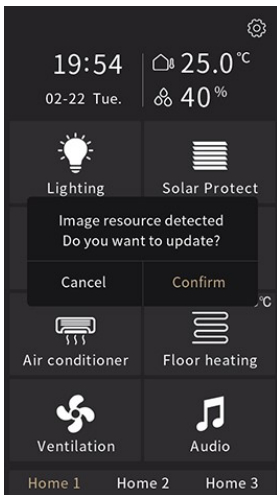 19:54
25.0°C
02-22 Tue.
40%
Lighting
Solar Protect
Image resource detected
Do you want to update?
Cancel
Confirm
°C
Air conditioner
Floor heating
Ventilation
Audio
Home 1
Home 2
Home 3